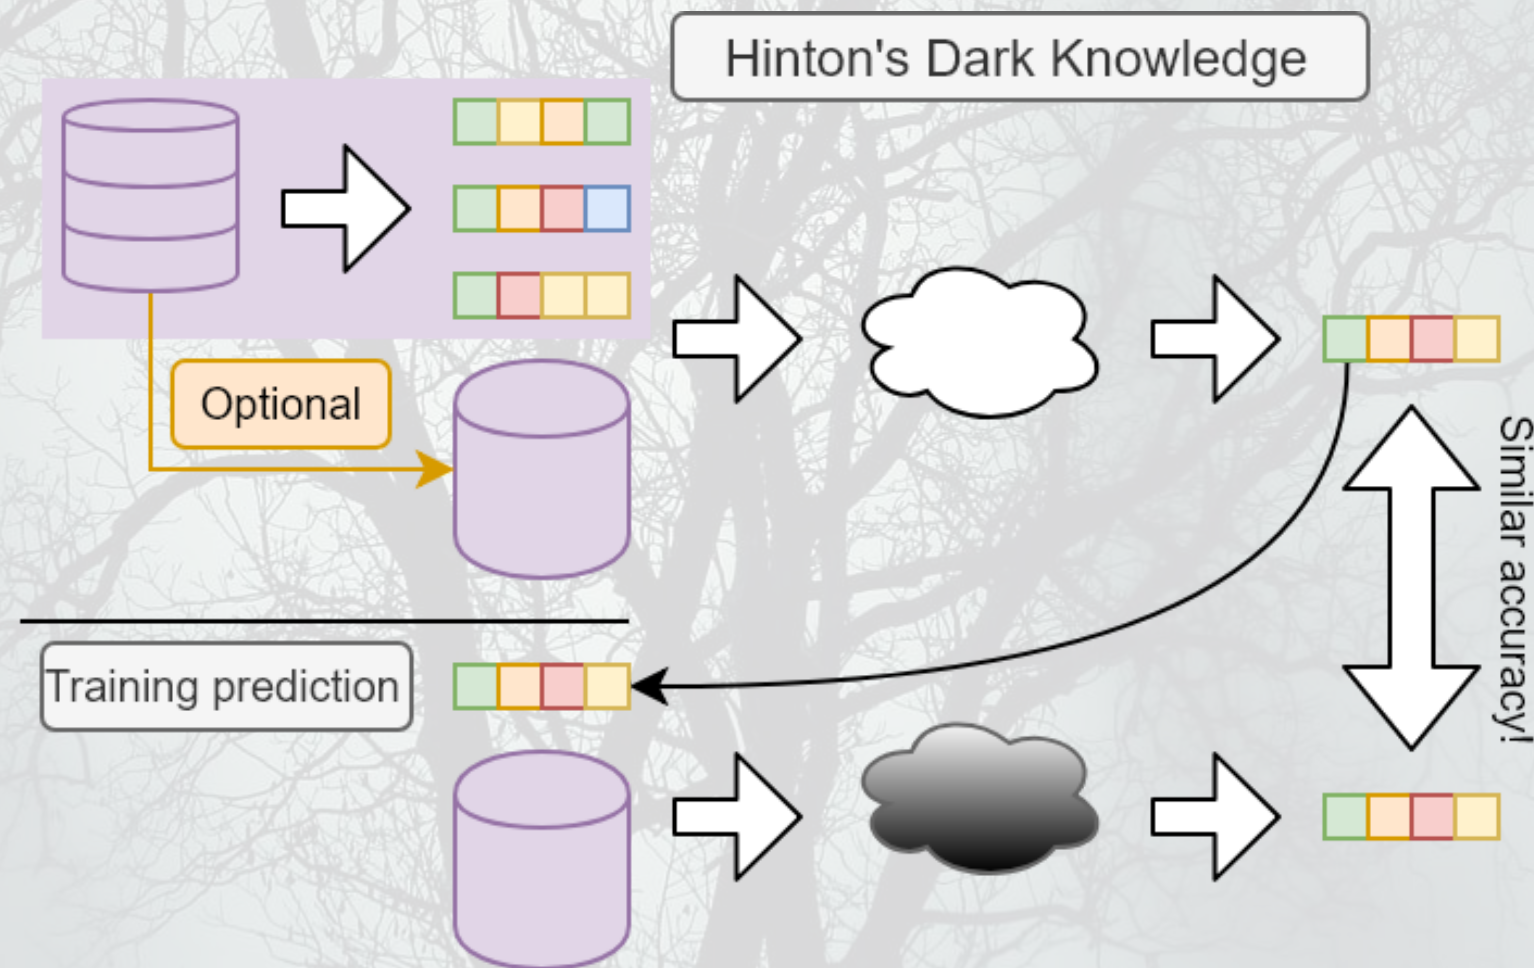 Hinton's Dark Knowledge
Optional
Similar accuracy!
Training prediction